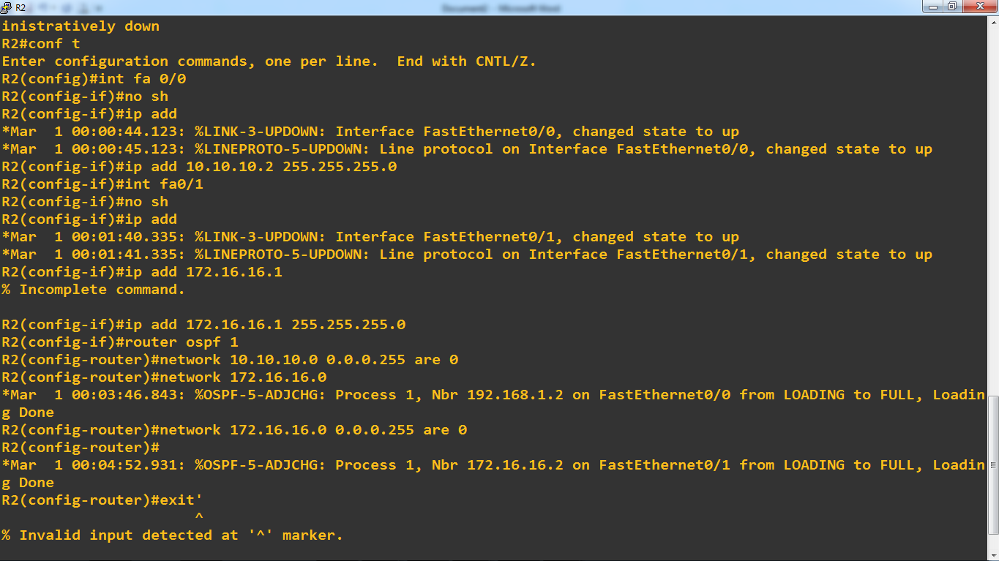 R2
Document2 - Microsoft Word
inistratively down
R2#conf t
Enter configuration commands, one per line.  End with CNTL/Z.
R2(config)#int fa 0/0
R2(config-if)#no sh
R2(config-if)#ip add
*Mar  1 00:00:44.123: %LINK-3-UPDOWN: Interface FastEthernet0/0, changed state to up
*Mar  1 00:00:45.123: %LINEPROTO-5-UPDOWN: Line protocol on Interface FastEthernet0/0, changed state to up
R2(config-if)#ip add 10.10.10.2 255.255.255.0
R2(config-if)#int fa0/1
R2(config-if)#no sh
R2(config-if)#ip add
*Mar  1 00:01:40.335: %LINK-3-UPDOWN: Interface FastEthernet0/1, changed state to up
*Mar  1 00:01:41.335: %LINEPROTO-5-UPDOWN: Line protocol on Interface FastEthernet0/1, changed state to up
R2(config-if)#ip add 172.16.16.1
% Incomplete command.

R2(config-if)#ip add 172.16.16.1 255.255.255.0
R2(config-if)#router ospf 1
R2(config-router)#network 10.10.10.0 0.0.0.255 are 0
R2(config-router)#network 172.16.16.0
*Mar  1 00:03:46.843: %OSPF-5-ADJCHG: Process 1, Nbr 192.168.1.2 on FastEthernet0/0 from LOADING to FULL, Loadin
g Done
R2(config-router)#network 172.16.16.0 0.0.0.255 are 0
R2(config-router)#
*Mar  1 00:04:52.931: %OSPF-5-ADJCHG: Process 1, Nbr 172.16.16.2 on FastEthernet0/1 from LOADING to FULL, Loadin
g Done
R2(config-router)#exit'
                      ^
% Invalid input detected at '^' marker.